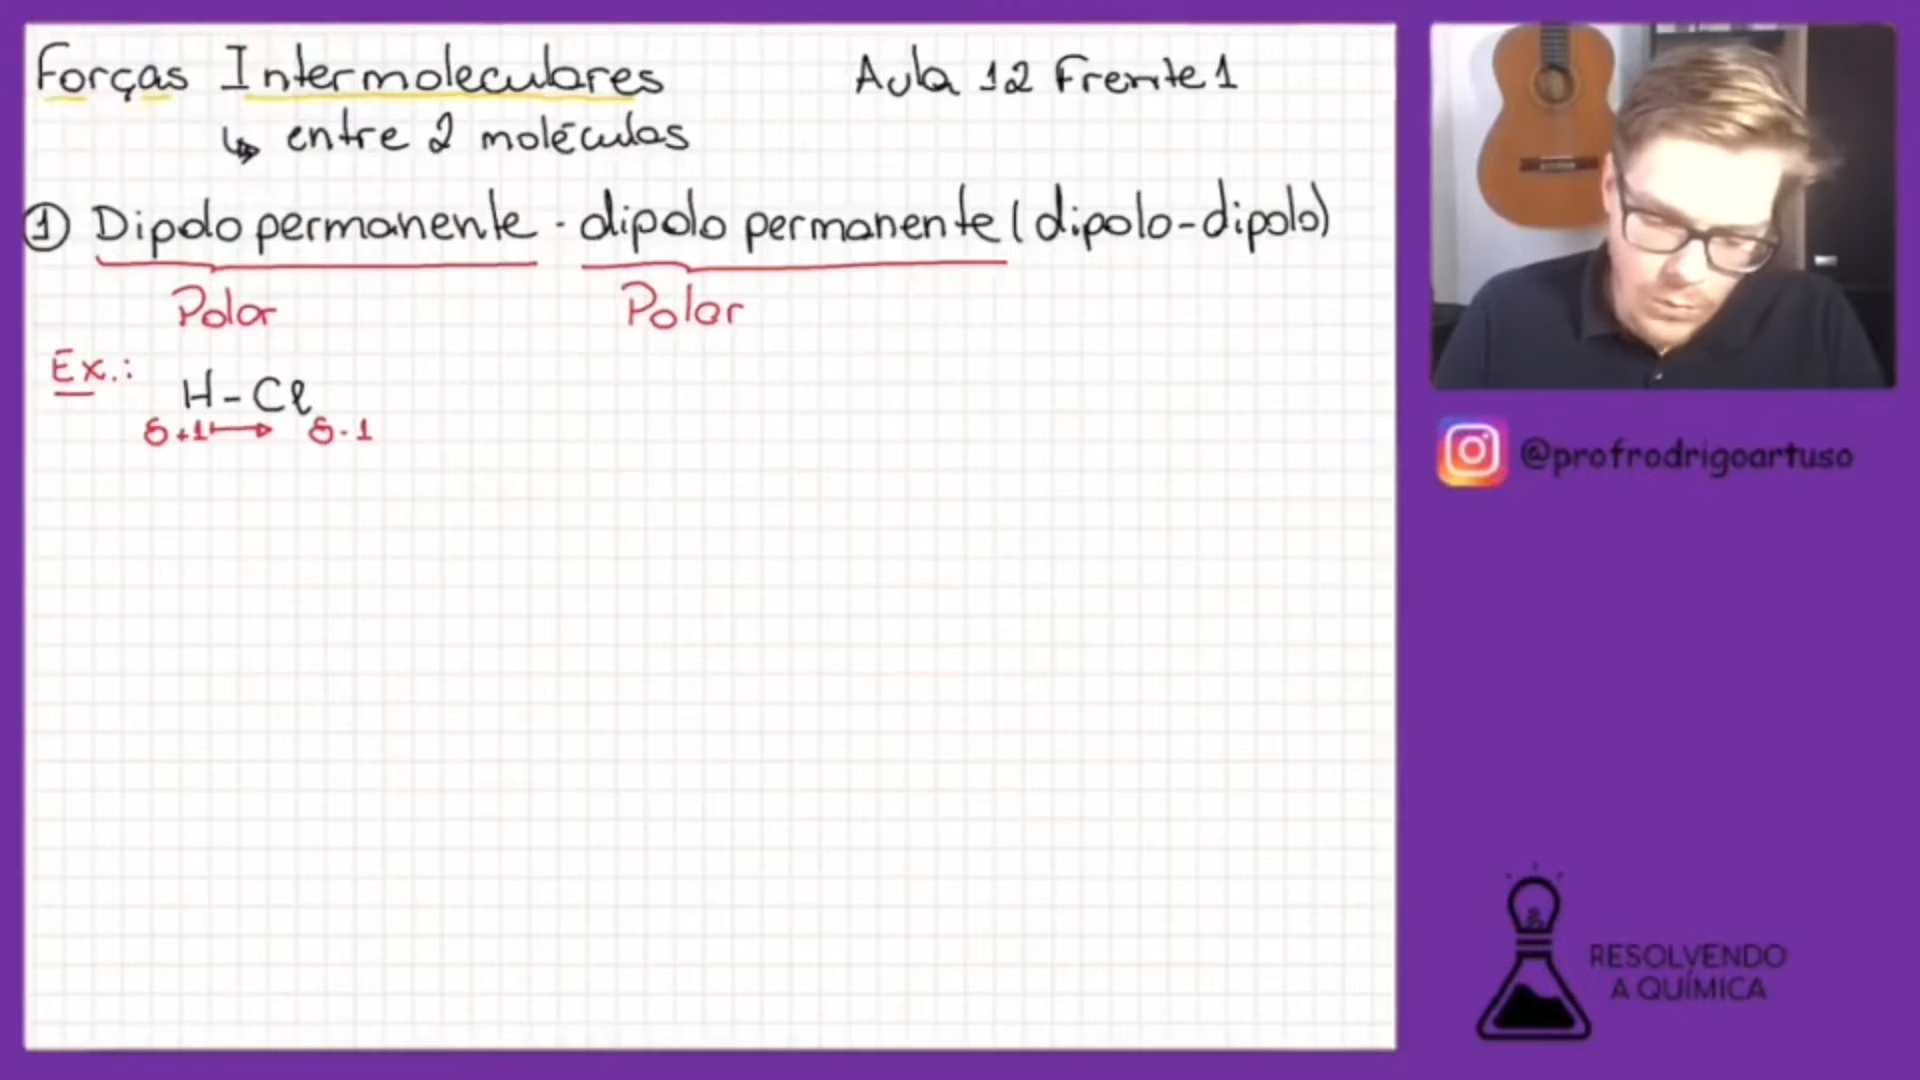 Forças Intermoleculares
Aula 12 Frente 1
↳ entre 2 moléculas
① Dipolo permanente - dipolo permanente (dipolo-dipolo)
Polar
Polar
Ex.:
H-Cl
δ+1 δ-1
@profrodrigoartuso
RESOLVENDO
A QUÍMICA